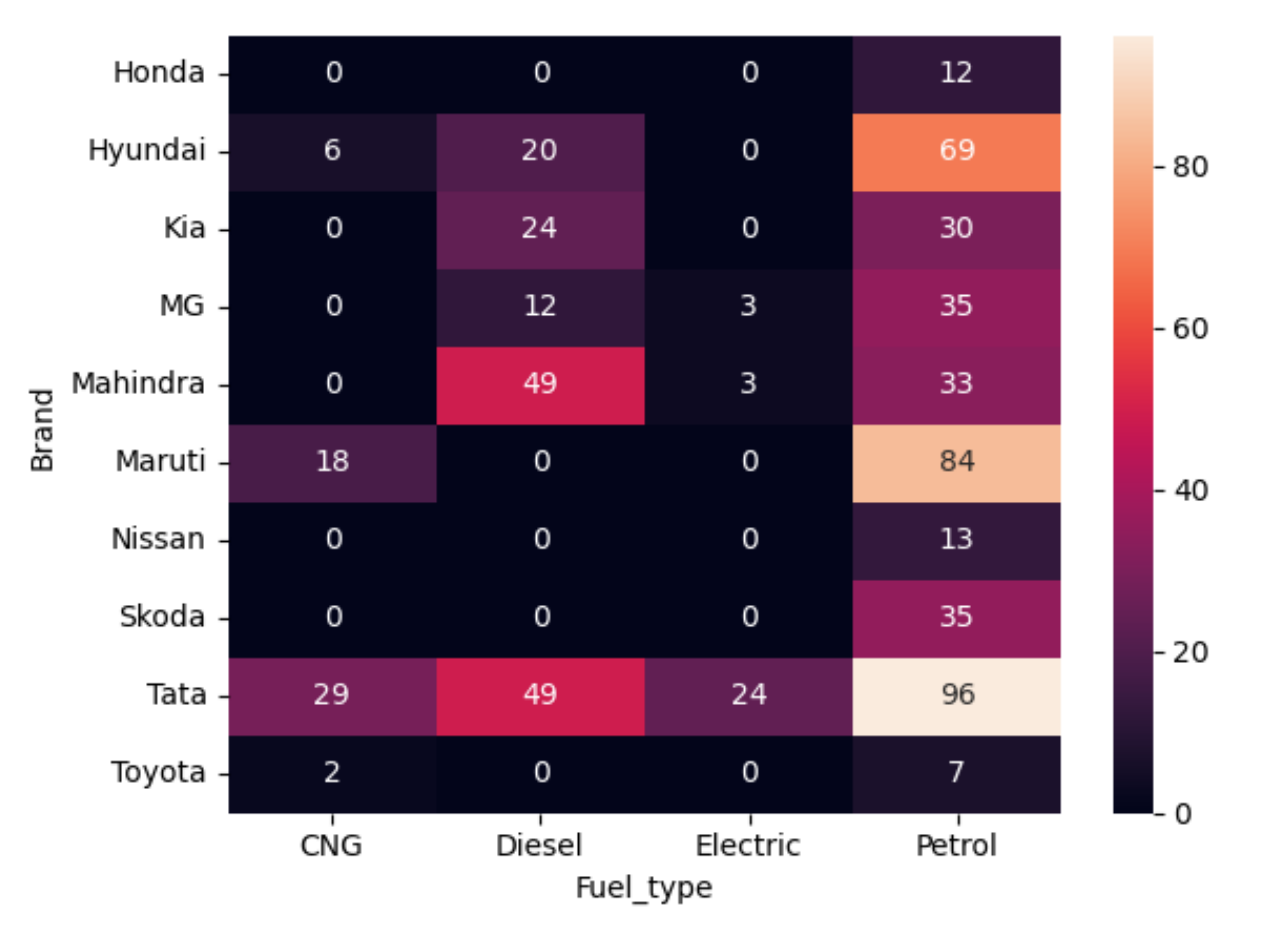 Honda 0 0 0 12
Hyundai 6 20 0 69
Kia 0 24 0 30
MG 0 12 3 35
Mahindra 0 49 3 33
Maruti 18 0 0 84
Nissan 0 0 0 13
Skoda 0 0 0 35
Tata 29 49 24 96
Toyota 2 0 0 7
CNG Diesel Electric Petrol
Fuel_type
Brand
80
60
40
20
0